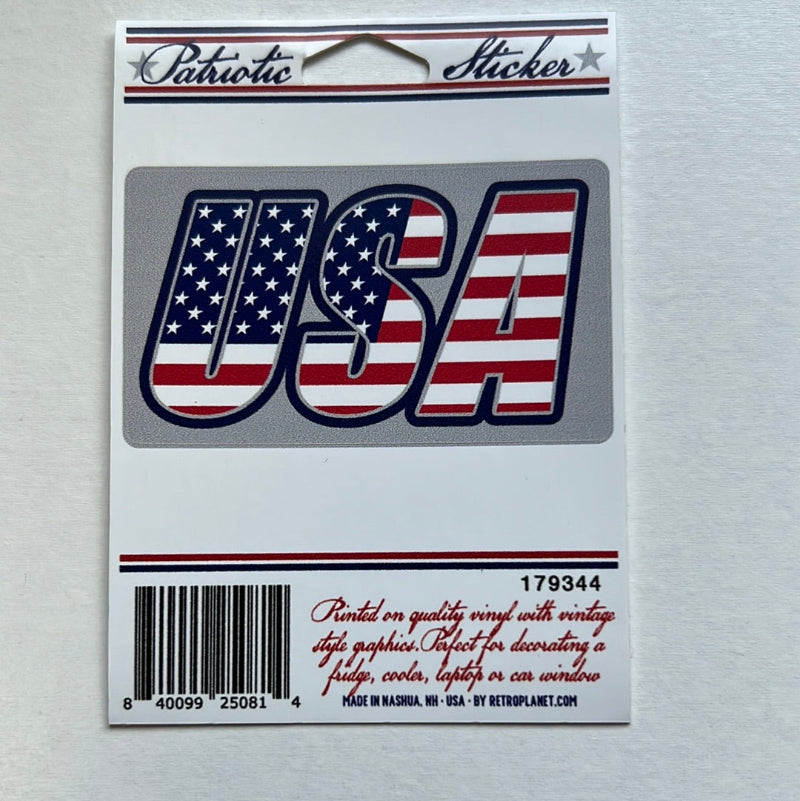 Patriotic Sticker
USA
179344
Printed on quality vinyl with vintage
style graphics. Perfect for decorating a
fridge, cooler, laptop or car window
MADE IN NASHUA, NH • USA • BY RETROPLANET.COM
8 40099 25081 4